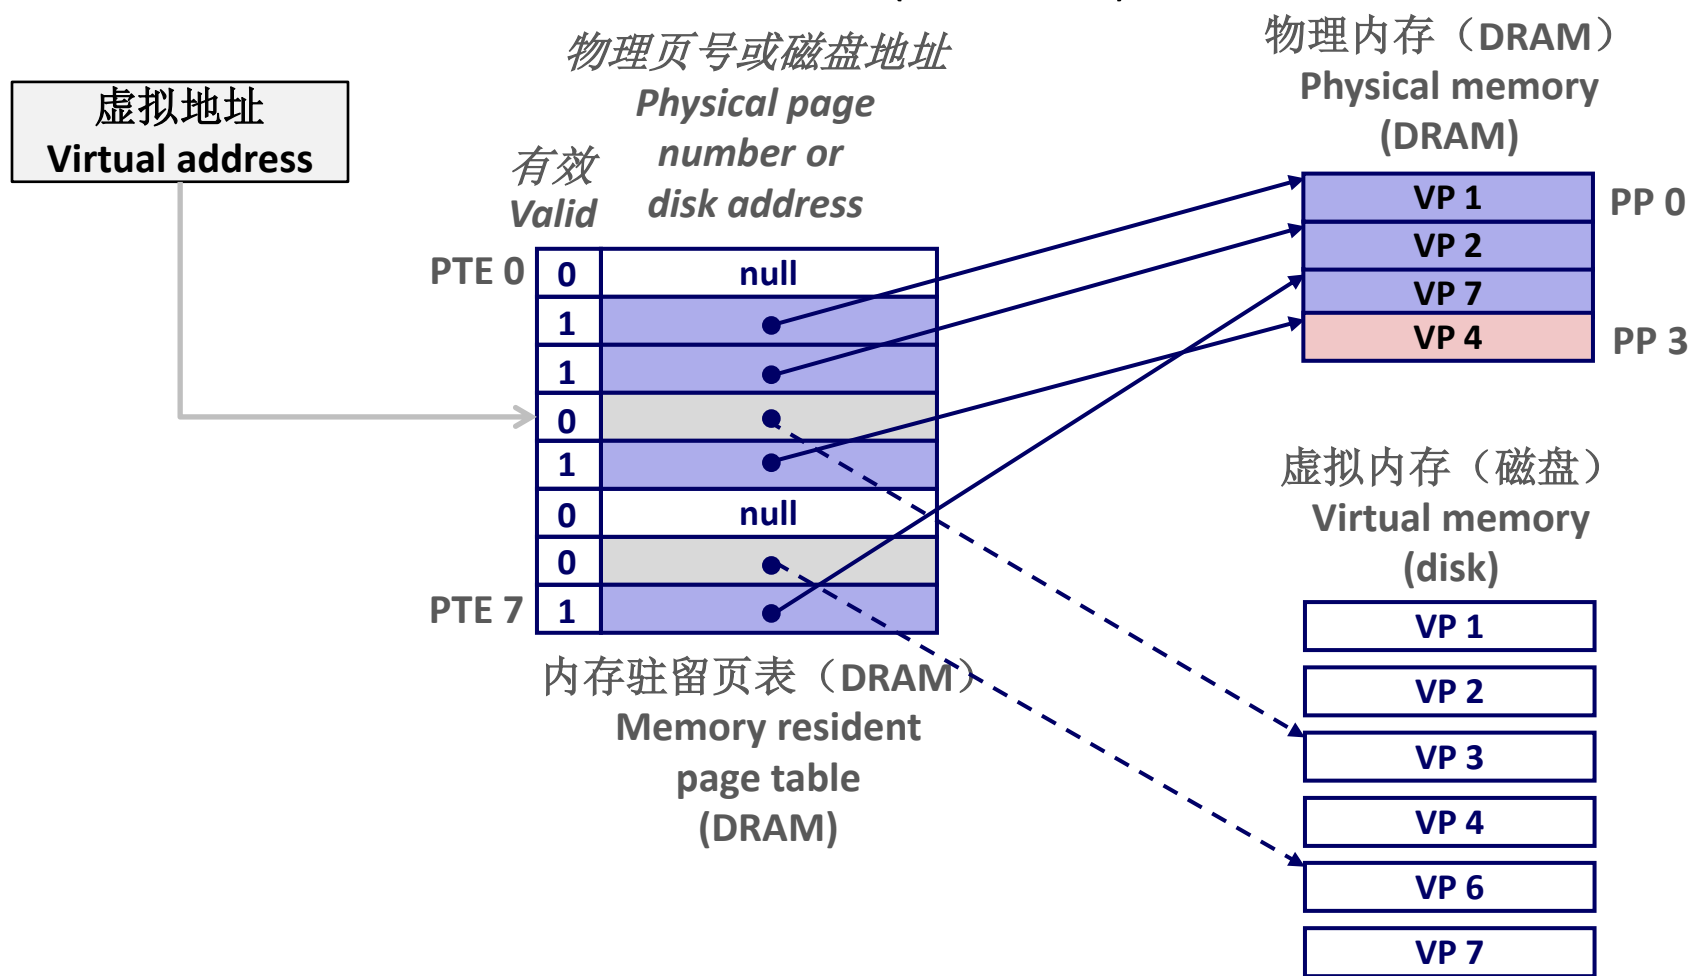 物理页号或磁盘地址
Physical page
number or
disk address
虚拟地址
Virtual address
有效
Valid
物理内存（DRAM）
Physical memory
(DRAM)
VP 1
PP 0
VP 2
VP 7
VP 4
PP 3
PTE 0
0
null
1
1
0
1
0
null
0
PTE 7
1
内存驻留页表（DRAM）
Memory resident
page table
(DRAM)
虚拟内存（磁盘）
Virtual memory
(disk)
VP 1
VP 2
VP 3
VP 4
VP 6
VP 7